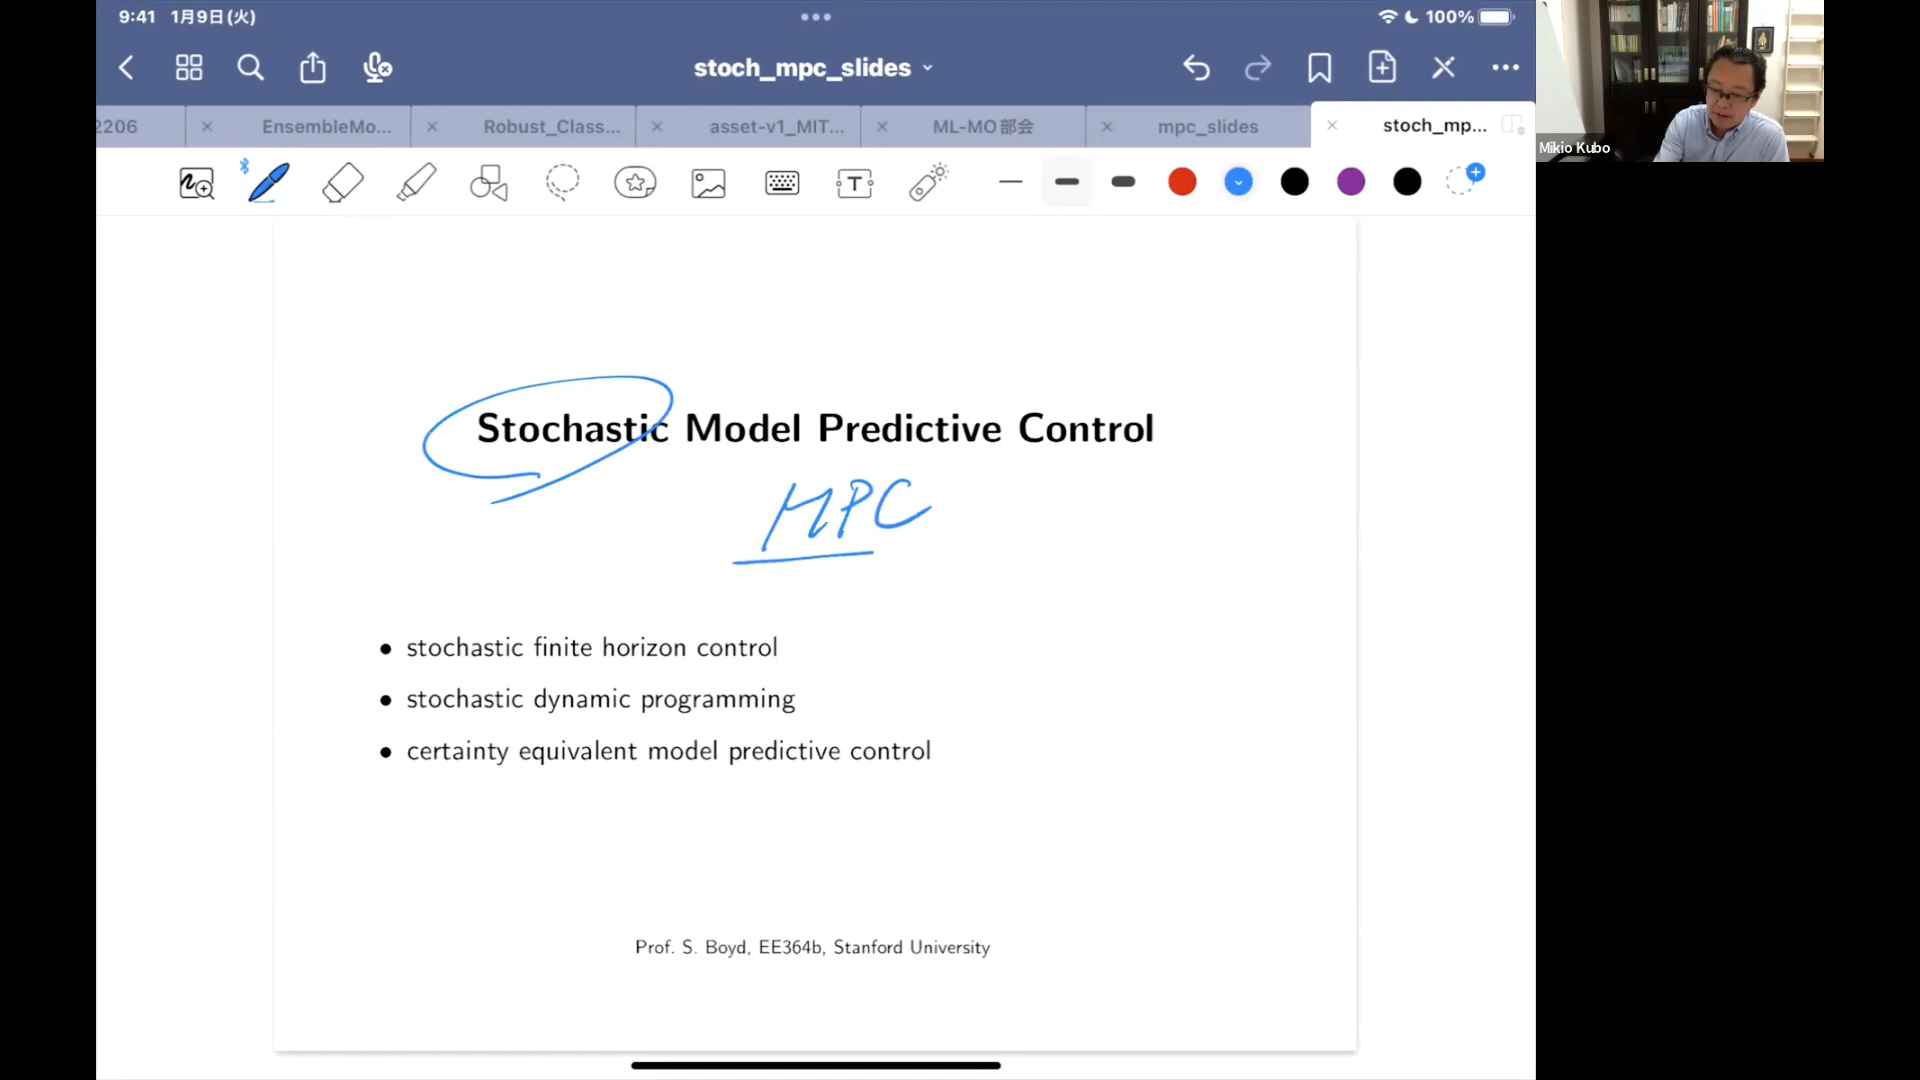 9:41 1月9日(火)
100%
stoch_mpc_slides
2206
EnsembleMo...
Robust_Class...
asset-v1_MIT...
ML-MO部会
mpc_slides
stoch_mp...
T
Mikio Kubo
Stochastic Model Predictive Control
MPC
• stochastic finite horizon control
• stochastic dynamic programming
• certainty equivalent model predictive control
Prof. S. Boyd, EE364b, Stanford University